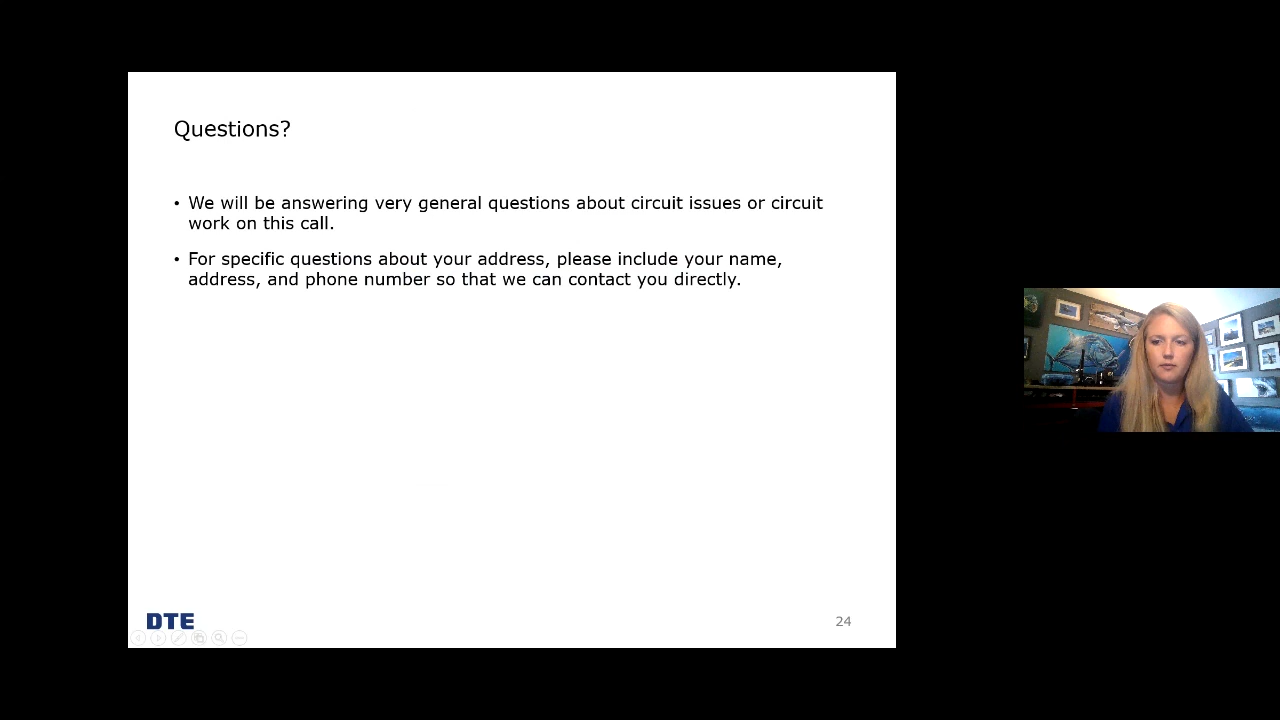 Questions?
• We will be answering very general questions about circuit issues or circuit
work on this call.
• For specific questions about your address, please include your name,
address, and phone number so that we can contact you directly.
DTE
24